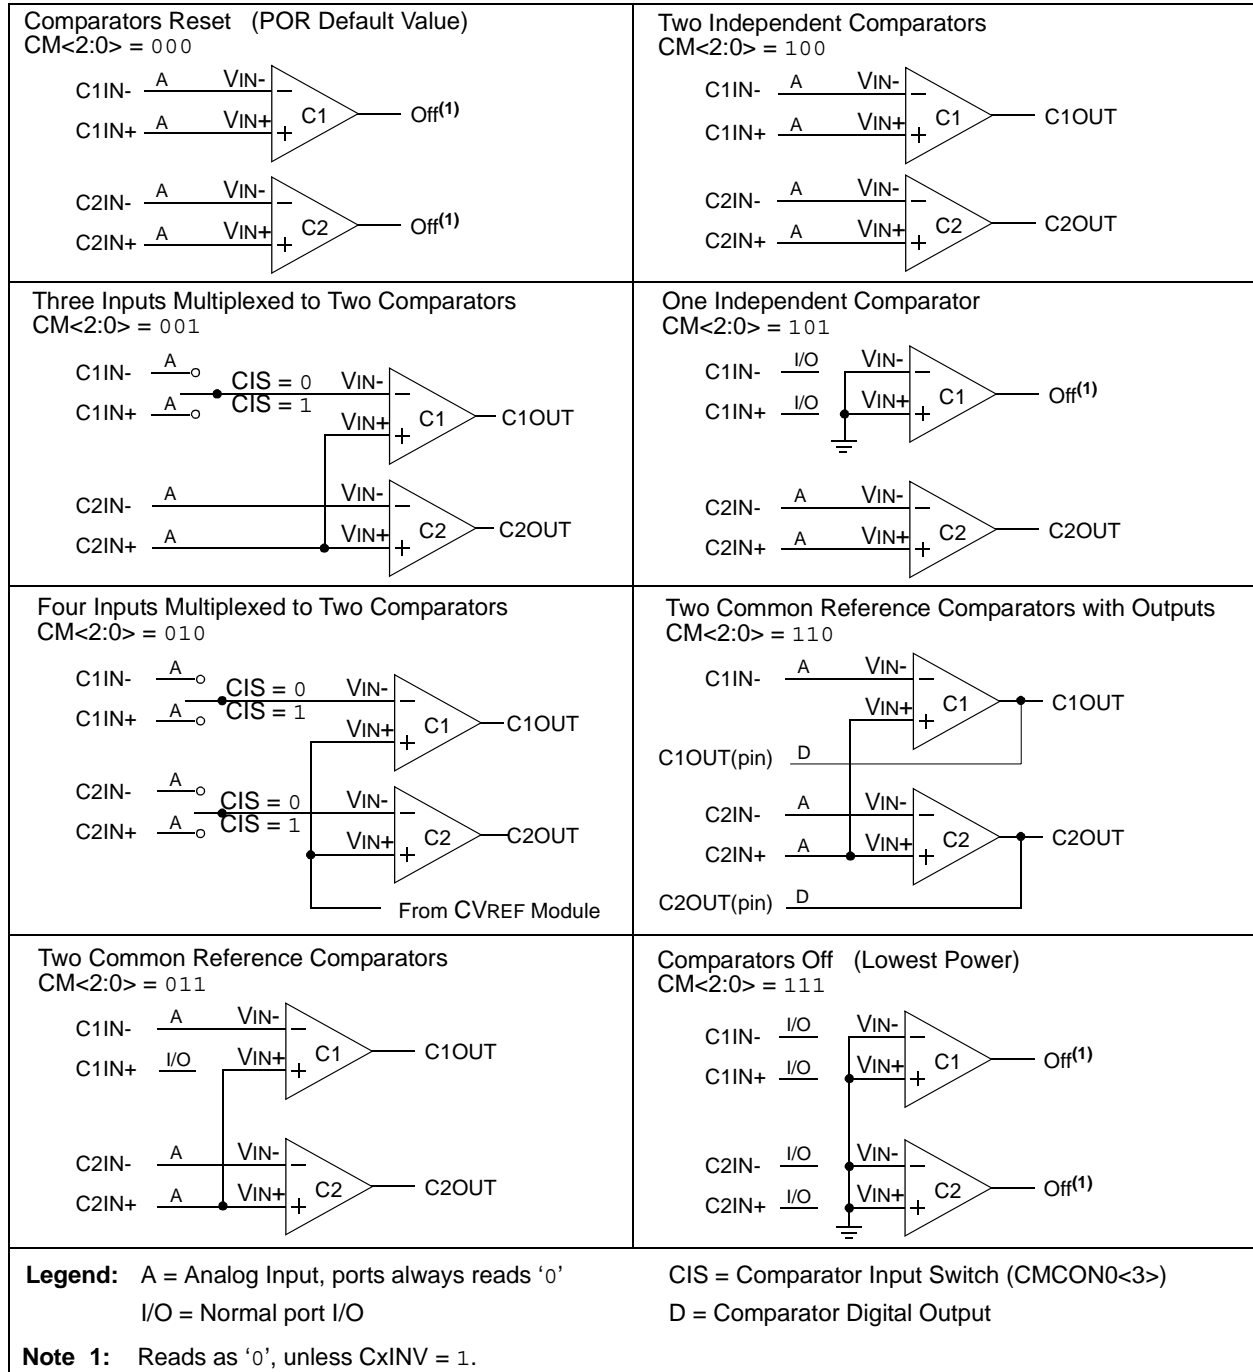 Comparators Reset (POR Default Value)
CM<2:0> = 000
C1IN- A VIN-
C1IN+ A VIN+ C1 Off(1)
C2IN- A VIN-
C2IN+ A VIN+ C2 Off(1)
Two Independent Comparators
CM<2:0> = 100
C1IN- A VIN-
C1IN+ A VIN+ C1 C1OUT
C2IN- A VIN-
C2IN+ A VIN+ C2 C2OUT
Three Inputs Multiplexed to Two Comparators
CM<2:0> = 001
C1IN- A CIS = 0 VIN-
C1IN+ A CIS = 1 VIN+ C1 C1OUT
C2IN- A VIN-
C2IN+ A VIN+ C2 C2OUT
One Independent Comparator
CM<2:0> = 101
C1IN- I/O VIN-
C1IN+ I/O VIN+ C1 Off(1)
C2IN- A VIN-
C2IN+ A VIN+ C2 C2OUT
Four Inputs Multiplexed to Two Comparators
CM<2:0> = 010
C1IN- A CIS = 0 VIN-
C1IN+ A CIS = 1 VIN+ C1 C1OUT
C2IN- A CIS = 0 VIN-
C2IN+ A CIS = 1 VIN+ C2 C2OUT
From CVREF Module
Two Common Reference Comparators with Outputs
CM<2:0> = 110
C1IN- A VIN-
VIN+ C1 C1OUT
C1OUT(pin) D
C2IN- A VIN-
C2IN+ A VIN+ C2 C2OUT
C2OUT(pin) D
Two Common Reference Comparators
CM<2:0> = 011
C1IN- A VIN-
C1IN+ I/O VIN+ C1 C1OUT
C2IN- A VIN-
C2IN+ A VIN+ C2 C2OUT
Comparators Off (Lowest Power)
CM<2:0> = 111
C1IN- I/O VIN-
C1IN+ I/O VIN+ C1 Off(1)
C2IN- I/O VIN-
C2IN+ I/O VIN+ C2 Off(1)
Legend: A = Analog Input, ports always reads ‘0’ CIS = Comparator Input Switch (CMCON0<3>)
I/O = Normal port I/O D = Comparator Digital Output
Note 1: Reads as ‘0’, unless CxINV = 1.